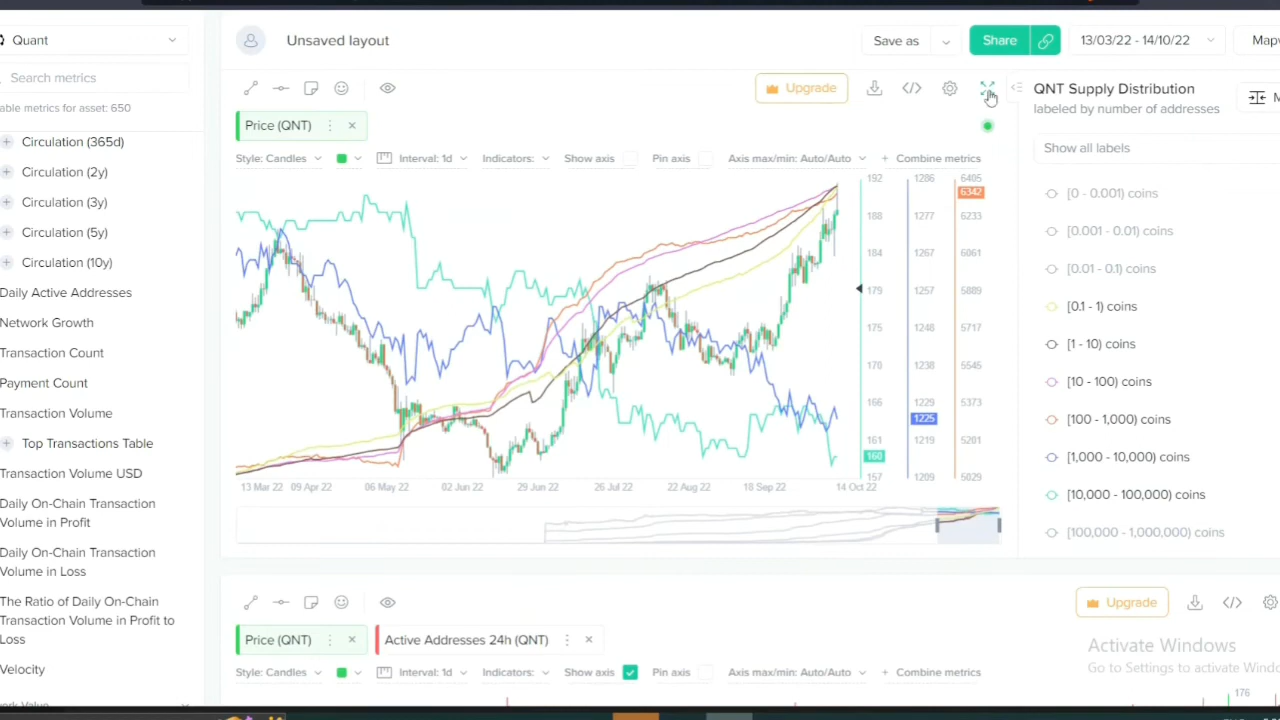 Quant
Search metrics
able metrics for asset: 650
Circulation (365d)
Circulation (2y)
Circulation (3y)
Circulation (5y)
Circulation (10y)
Daily Active Addresses
Network Growth
Transaction Count
Payment Count
Transaction Volume
Top Transactions Table
Transaction Volume USD
Daily On-Chain Transaction
Volume in Profit
Daily On-Chain Transaction
Volume in Loss
The Ratio of Daily On-Chain
Transaction Volume in Profit to
Loss
Velocity
Unsaved layout
Save as
Share
13/03/22 - 14/10/22
Upgrade
Price (QNT)
Style: Candles
Interval: 1d
Indicators:
Show axis
Pin axis
Axis max/min: Auto/Auto
+ Combine metrics
192
188
184
179
175
170
166
161
160
157
1286
1277
1267
1257
1248
1238
1229
1225
1219
1209
6405
6342
6233
6061
5889
5717
5545
5373
5201
5029
13 Mar 22
09 Apr 22
06 May 22
02 Jun 22
29 Jun 22
26 Jul 22
22 Aug 22
18 Sep 22
14 Oct 22
QNT Supply Distribution
labeled by number of addresses
Show all labels
[0 - 0.001) coins
[0.001 - 0.01) coins
[0.01 - 0.1) coins
[0.1 - 1) coins
[1 - 10) coins
[10 - 100) coins
[100 - 1,000) coins
[1,000 - 10,000) coins
[10,000 - 100,000) coins
[100,000 - 1,000,000) coins
Upgrade
Price (QNT)
Active Addresses 24h (QNT)
Style: Candles
Interval: 1d
Indicators:
Show axis
Pin axis
Axis max/min: Auto/Auto
+ Combine metrics
Activate Windows
Go to Settings to activate Windo
176